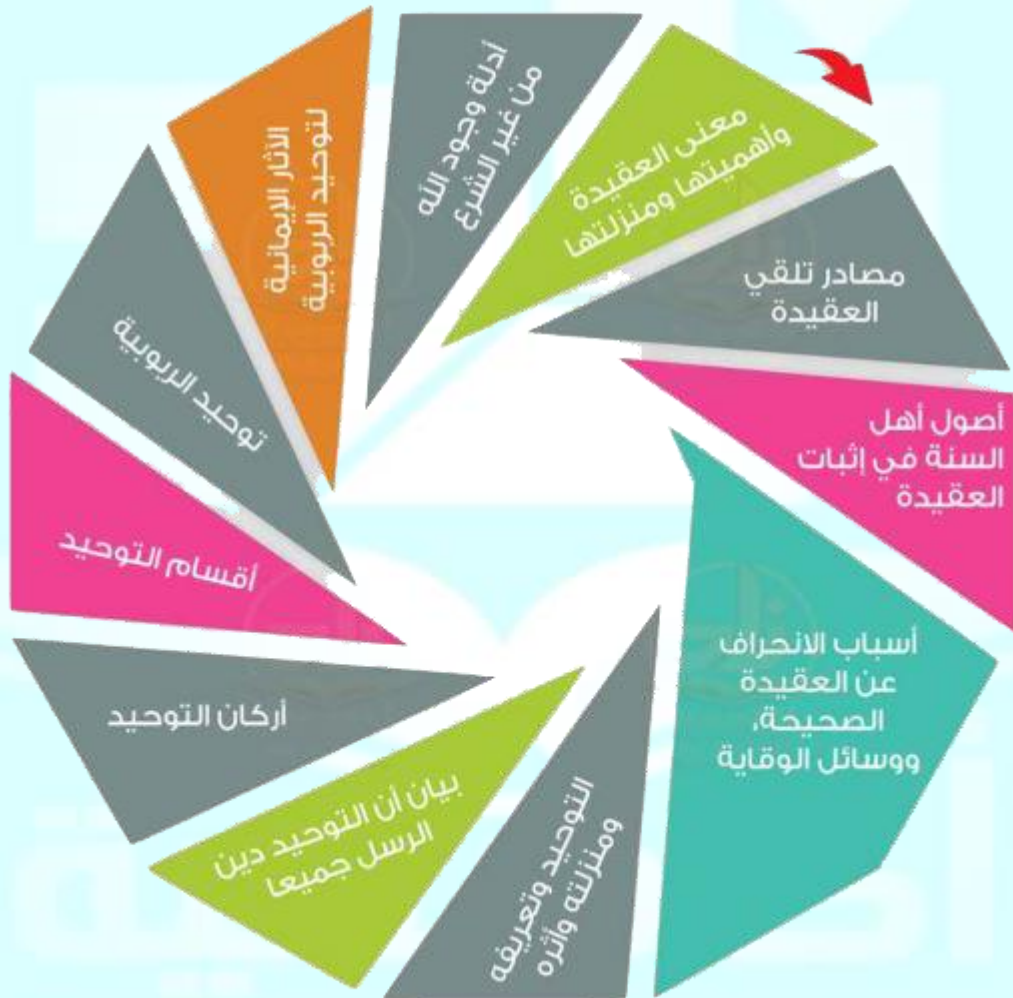 معنى العقيدة
وأهميتها ومنزلتها
مصادر تلقي
العقيدة
أصول أهل
السنة في إثبات
العقيدة
أسباب الانحراف
عن العقيدة
الصحيحة،
ووسائل الوقاية
التوحيد وتعريفه
ومنزلته وأثره
بيان أن التوحيد دين
الرسل جميعا
أركان التوحيد
أقسام التوحيد
توحيد الربوبية
الآثار الإيمانية
لتوحيد الربوبية
أدلة وجود الله
من غير الشرع